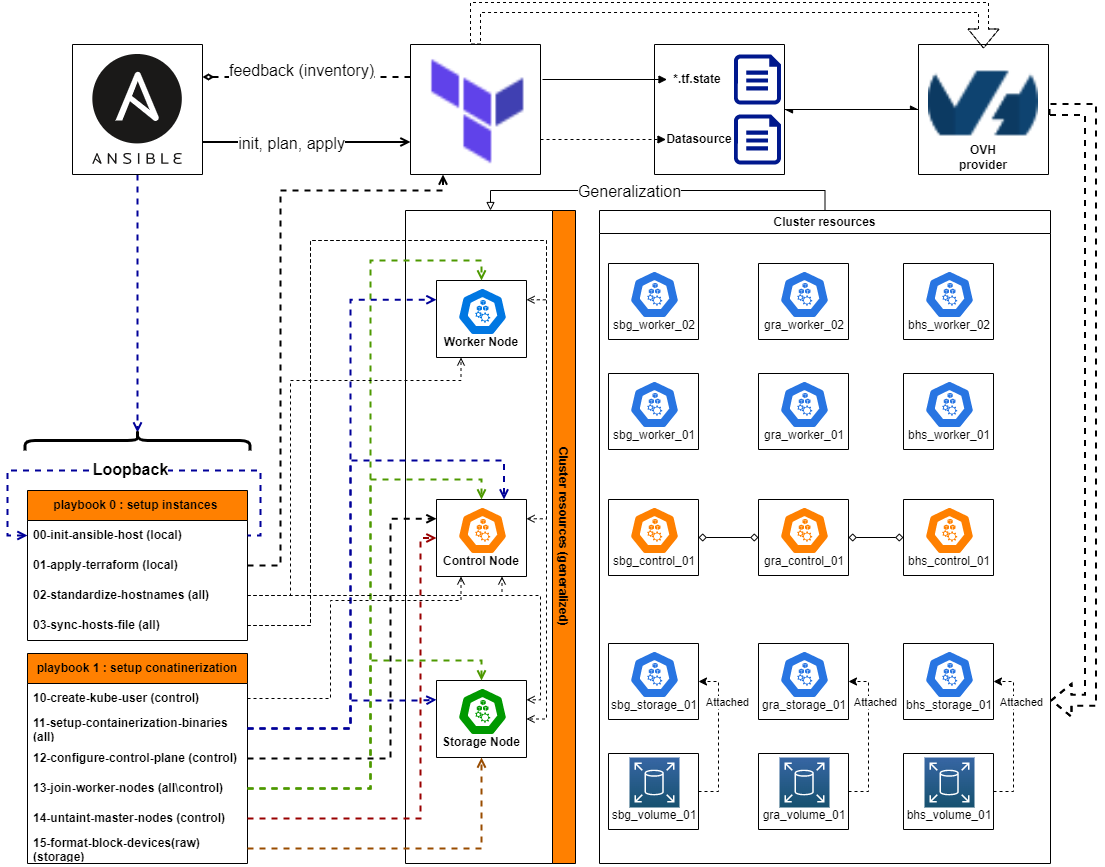 feedback (inventory)
init, plan, apply
ANSIBLE
*.tf.state
Datasource
OVH
provider
Generalization
Cluster resources
Cluster resources (generalized)
Worker Node
Control Node
Storage Node
sbg_worker_02
gra_worker_02
bhs_worker_02
sbg_worker_01
gra_worker_01
bhs_worker_01
sbg_control_01
gra_control_01
bhs_control_01
sbg_storage_01
Attached
gra_storage_01
Attached
bhs_storage_01
Attached
sbg_volume_01
gra_volume_01
bhs_volume_01
Loopback
playbook 0 : setup instances
00-init-ansible-host (local)
01-apply-terraform (local)
02-standardize-hostnames (all)
03-sync-hosts-file (all)
playbook 1 : setup conatinerization
10-create-kube-user (control)
11-setup-containerization-binaries
(all)
12-configure-control-plane (control)
13-join-worker-nodes (all\control)
14-untaint-master-nodes (control)
15-format-block-devices(raw)
(storage)